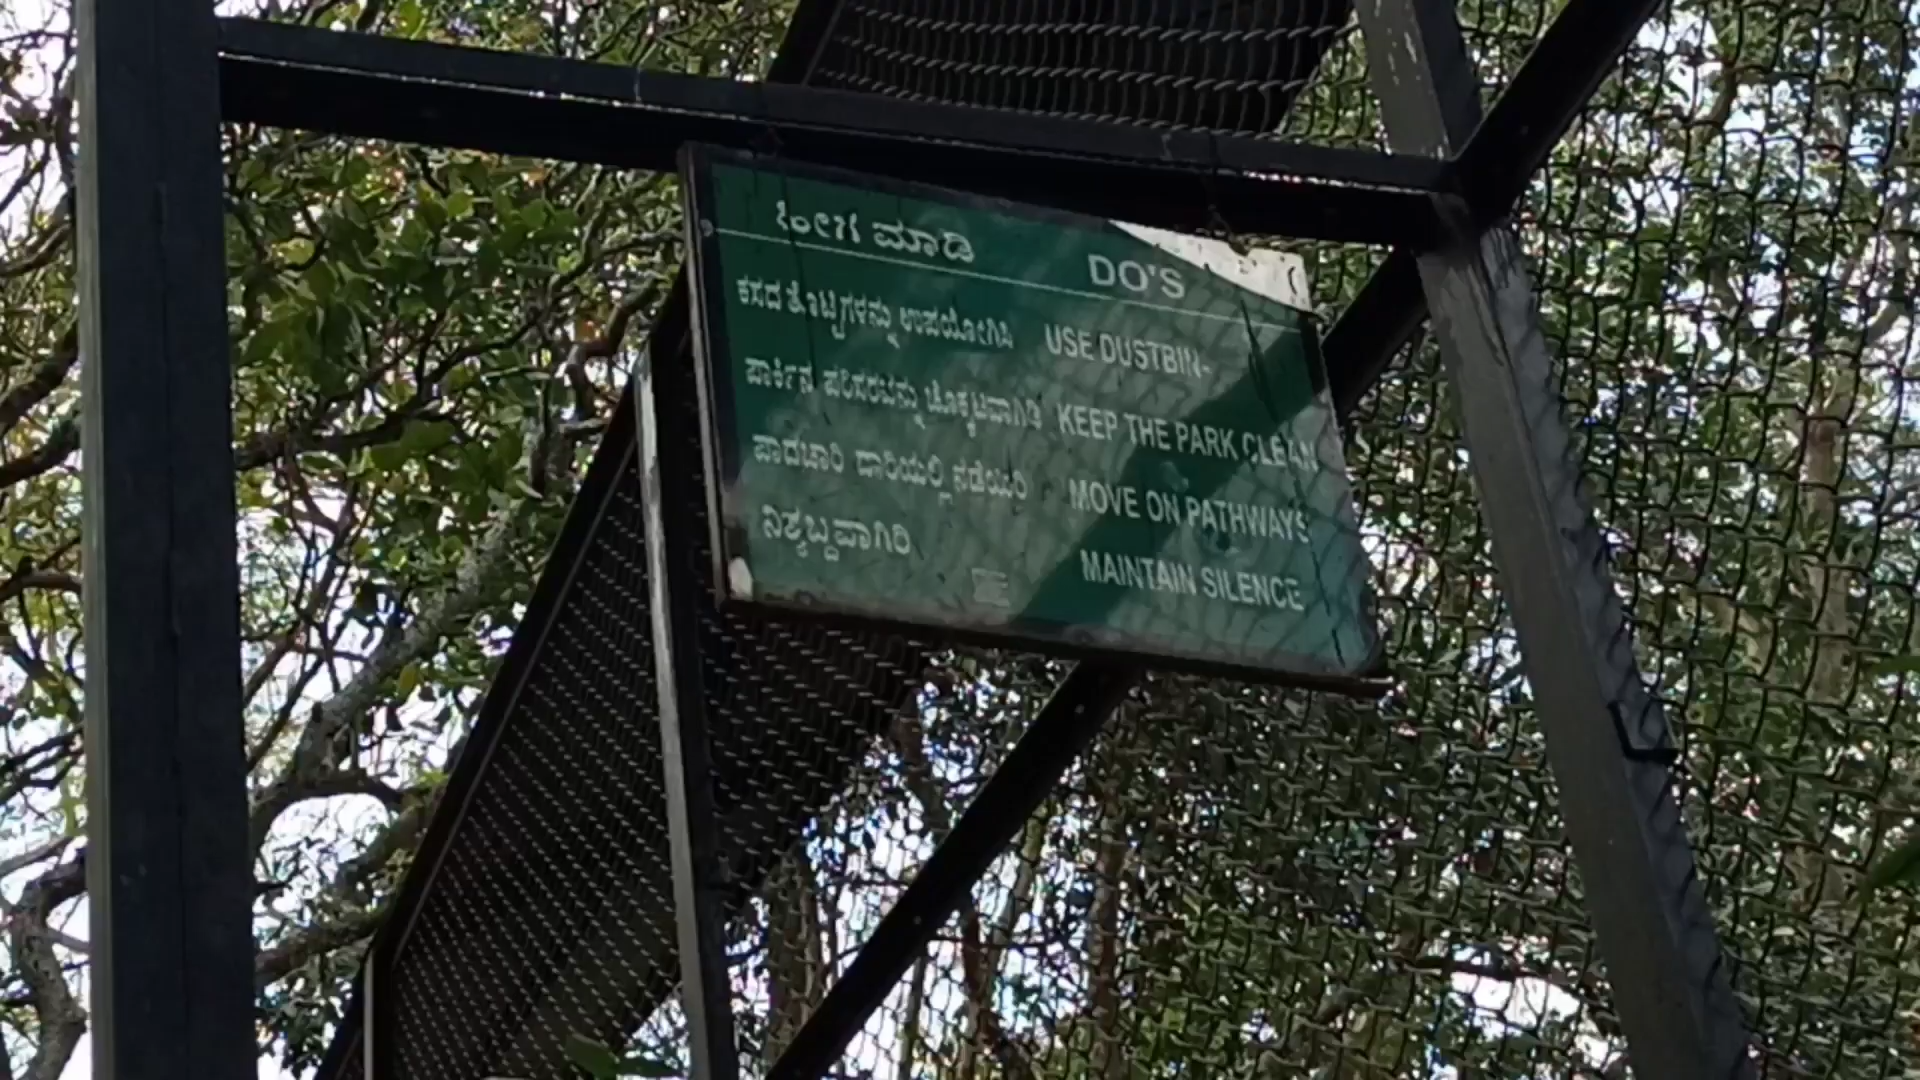 ಹೀಗೆ ಮಾಡಿ DO'S
ಕಸದ ತೊಟ್ಟಿಗಳನ್ನು ಉಪಯೋಗಿಸಿ USE DUSTBIN-
ಪಾರ್ಕಿನ ಪರಿಸರವನ್ನು ಚೊಕ್ಕಟವಾಗಿಡಿ KEEP THE PARK CLEAN
ಪಾದಚಾರಿ ದಾರಿಯಲ್ಲಿ ನಡೆಯಿರಿ MOVE ON PATHWAYS
ನಿಶ್ಯಬ್ದವಾಗಿರಿ MAINTAIN SILENCE